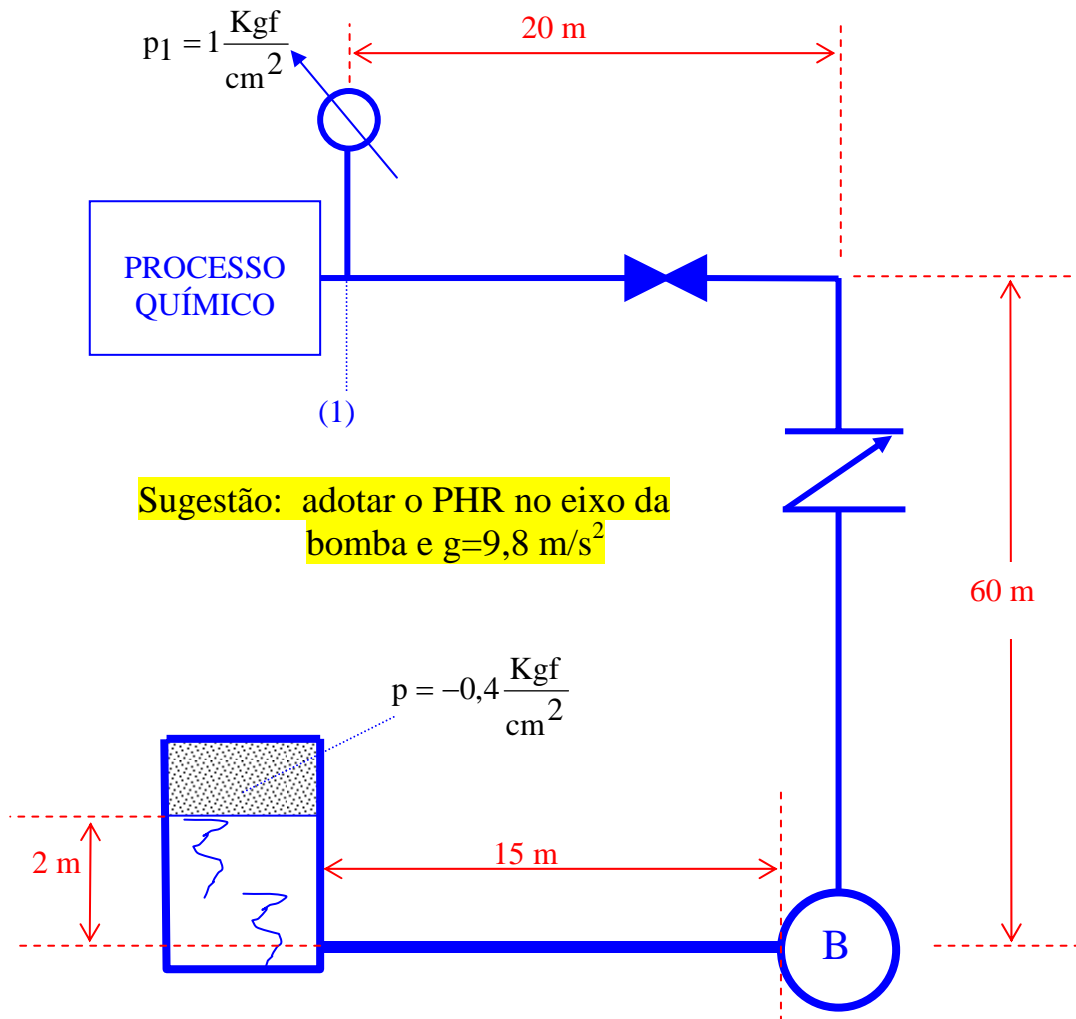 20 m
p1 = 1 Kgf/cm²
PROCESSO
QUÍMICO
(1)
Sugestão: adotar o PHR no eixo da
bomba e g=9,8 m/s²
60 m
p = −0,4 Kgf/cm²
2 m
15 m
B